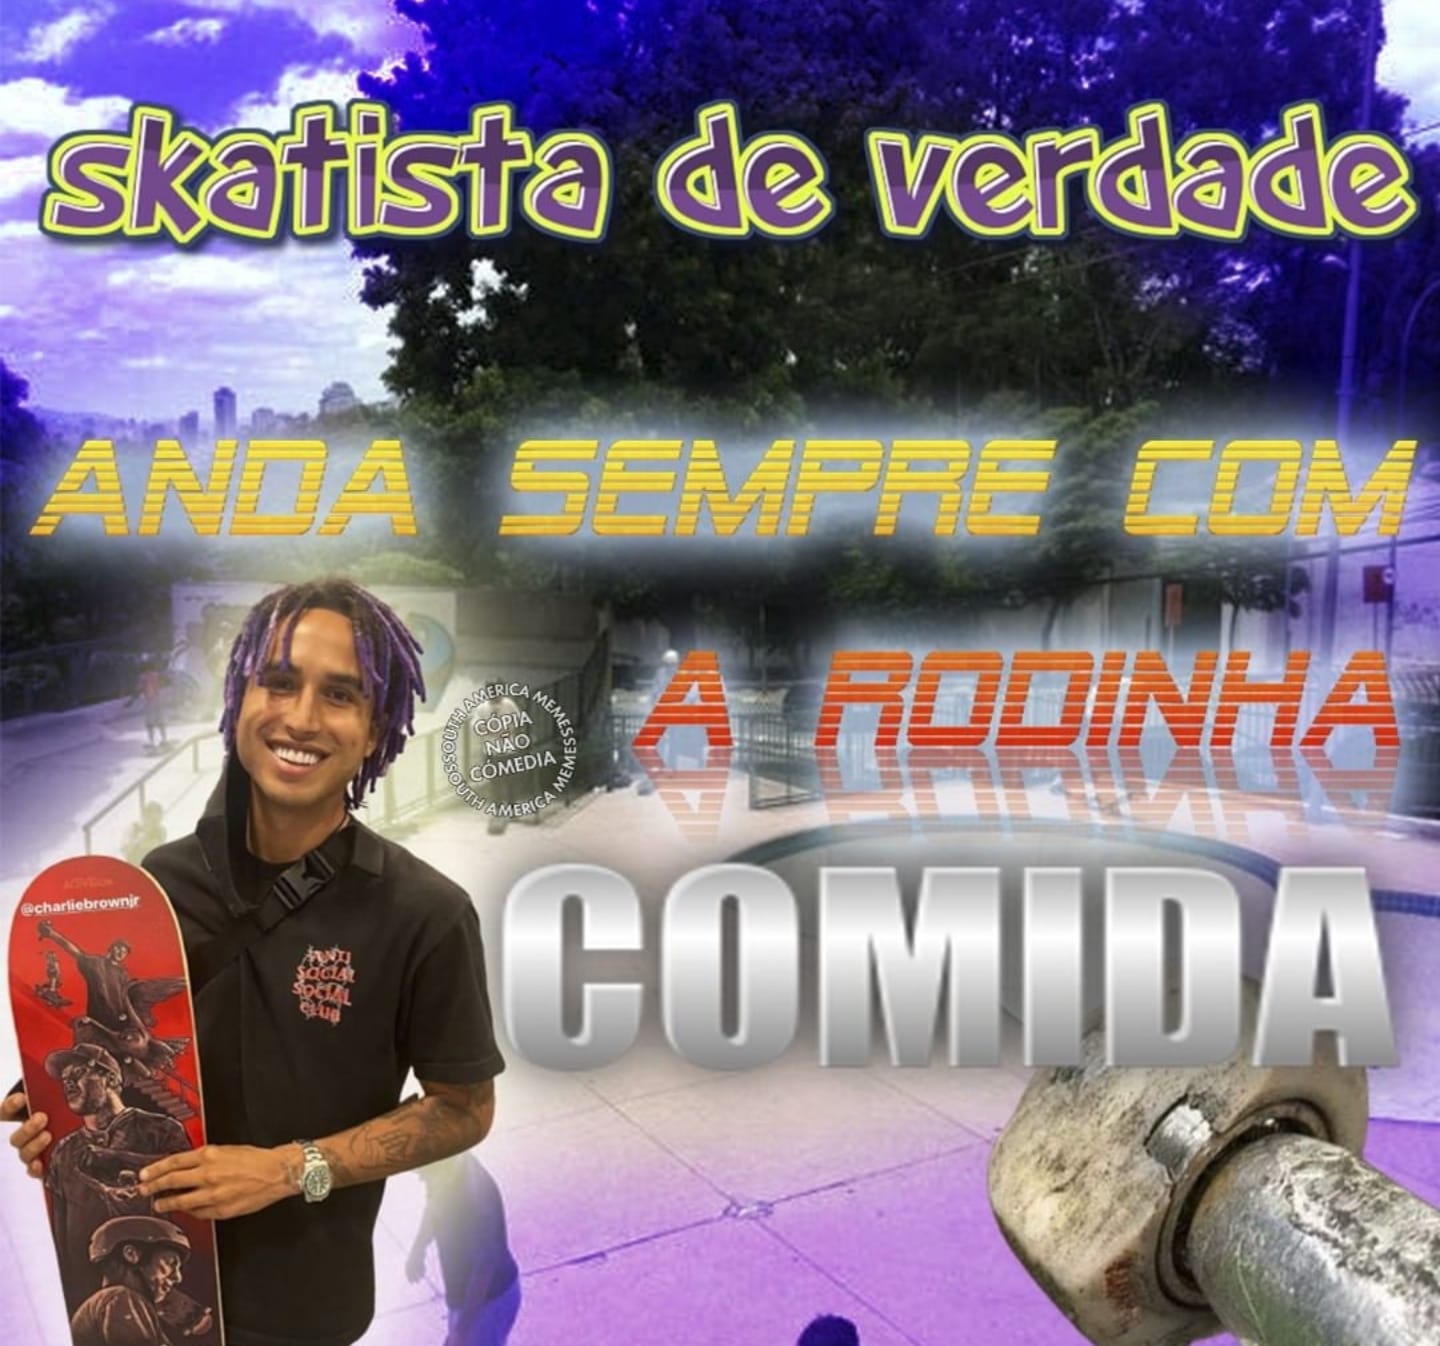 skatista de verdade
ANDA SEMPRE COM
A RODINHA
SOUTH AMERICA MEMES
CÓPIA
NÃO
CÓMEDIA
SOUTH AMERICA MEMES
COMIDA
ACTIVISION
@charliebrownjr
ANTI
SOCIAL
SOCIAL
CLUB